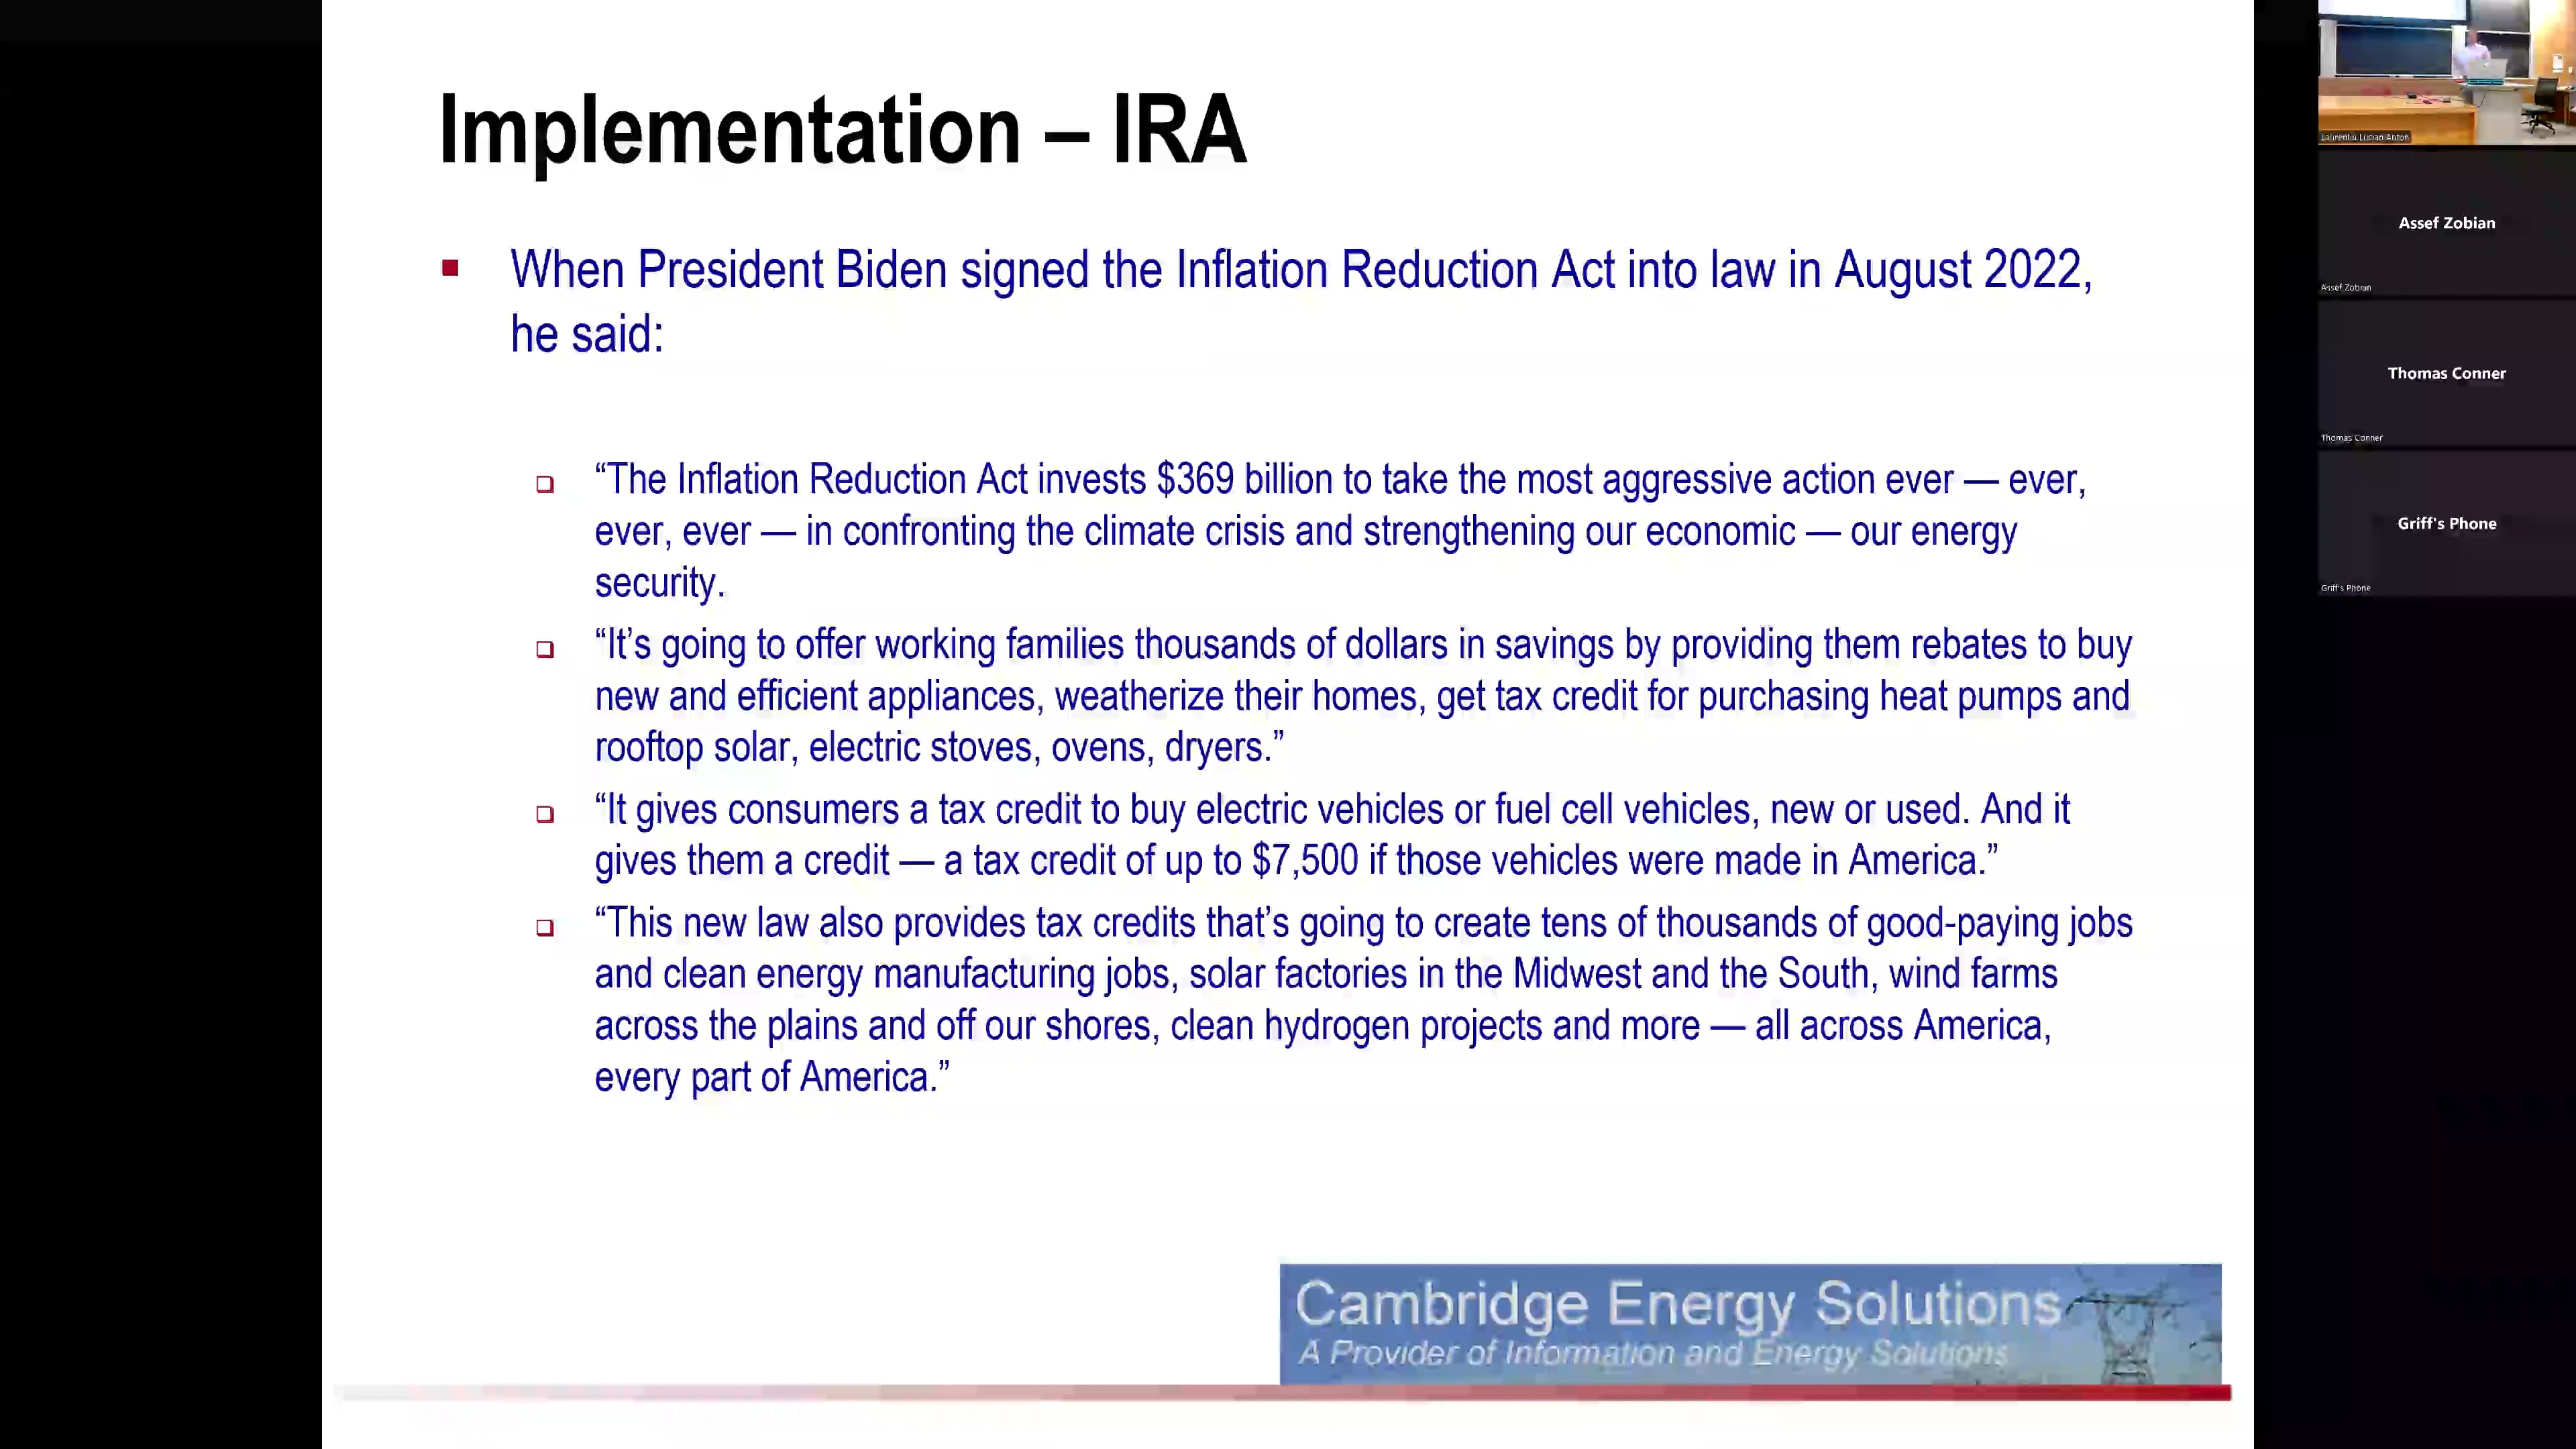 Implementation – IRA
When President Biden signed the Inflation Reduction Act into law in August 2022,
he said:
“The Inflation Reduction Act invests $369 billion to take the most aggressive action ever — ever,
ever, ever — in confronting the climate crisis and strengthening our economic — our energy
security.
“It’s going to offer working families thousands of dollars in savings by providing them rebates to buy
new and efficient appliances, weatherize their homes, get tax credit for purchasing heat pumps and
rooftop solar, electric stoves, ovens, dryers.”
“It gives consumers a tax credit to buy electric vehicles or fuel cell vehicles, new or used. And it
gives them a credit — a tax credit of up to $7,500 if those vehicles were made in America.”
“This new law also provides tax credits that’s going to create tens of thousands of good-paying jobs
and clean energy manufacturing jobs, solar factories in the Midwest and the South, wind farms
across the plains and off our shores, clean hydrogen projects and more — all across America,
every part of America.”
Cambridge Energy Solutions
A Provider of Information and Energy Solutions
Laurentiu Lucian Anton
Assef Zobian
Assef Zobian
Thomas Conner
Thomas Conner
Griff's Phone
Griff's Phone